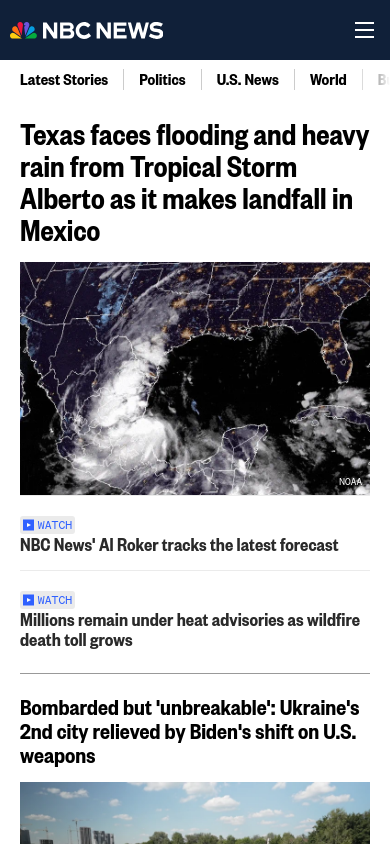 NBC NEWS
Latest Stories
Politics
U.S. News
World
Texas faces flooding and heavy
rain from Tropical Storm
Alberto as it makes landfall in
Mexico
NOAA
WATCH
NBC News' Al Roker tracks the latest forecast
WATCH
Millions remain under heat advisories as wildfire
death toll grows
Bombarded but 'unbreakable': Ukraine's
2nd city relieved by Biden's shift on U.S.
weapons